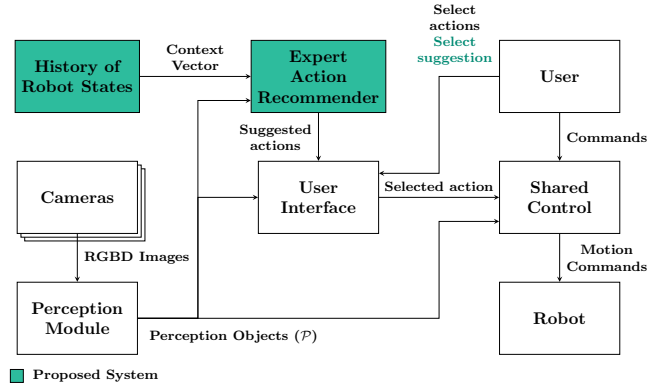 Select
actions
Select
suggestion
History of
Robot States
Context
Vector
Expert
Action
Recommender
User
Suggested
actions
Commands
Cameras
User
Interface
Selected action
Shared
Control
RGBD Images
Motion
Commands
Perception
Module
Perception Objects (𝒫)
Robot
Proposed System